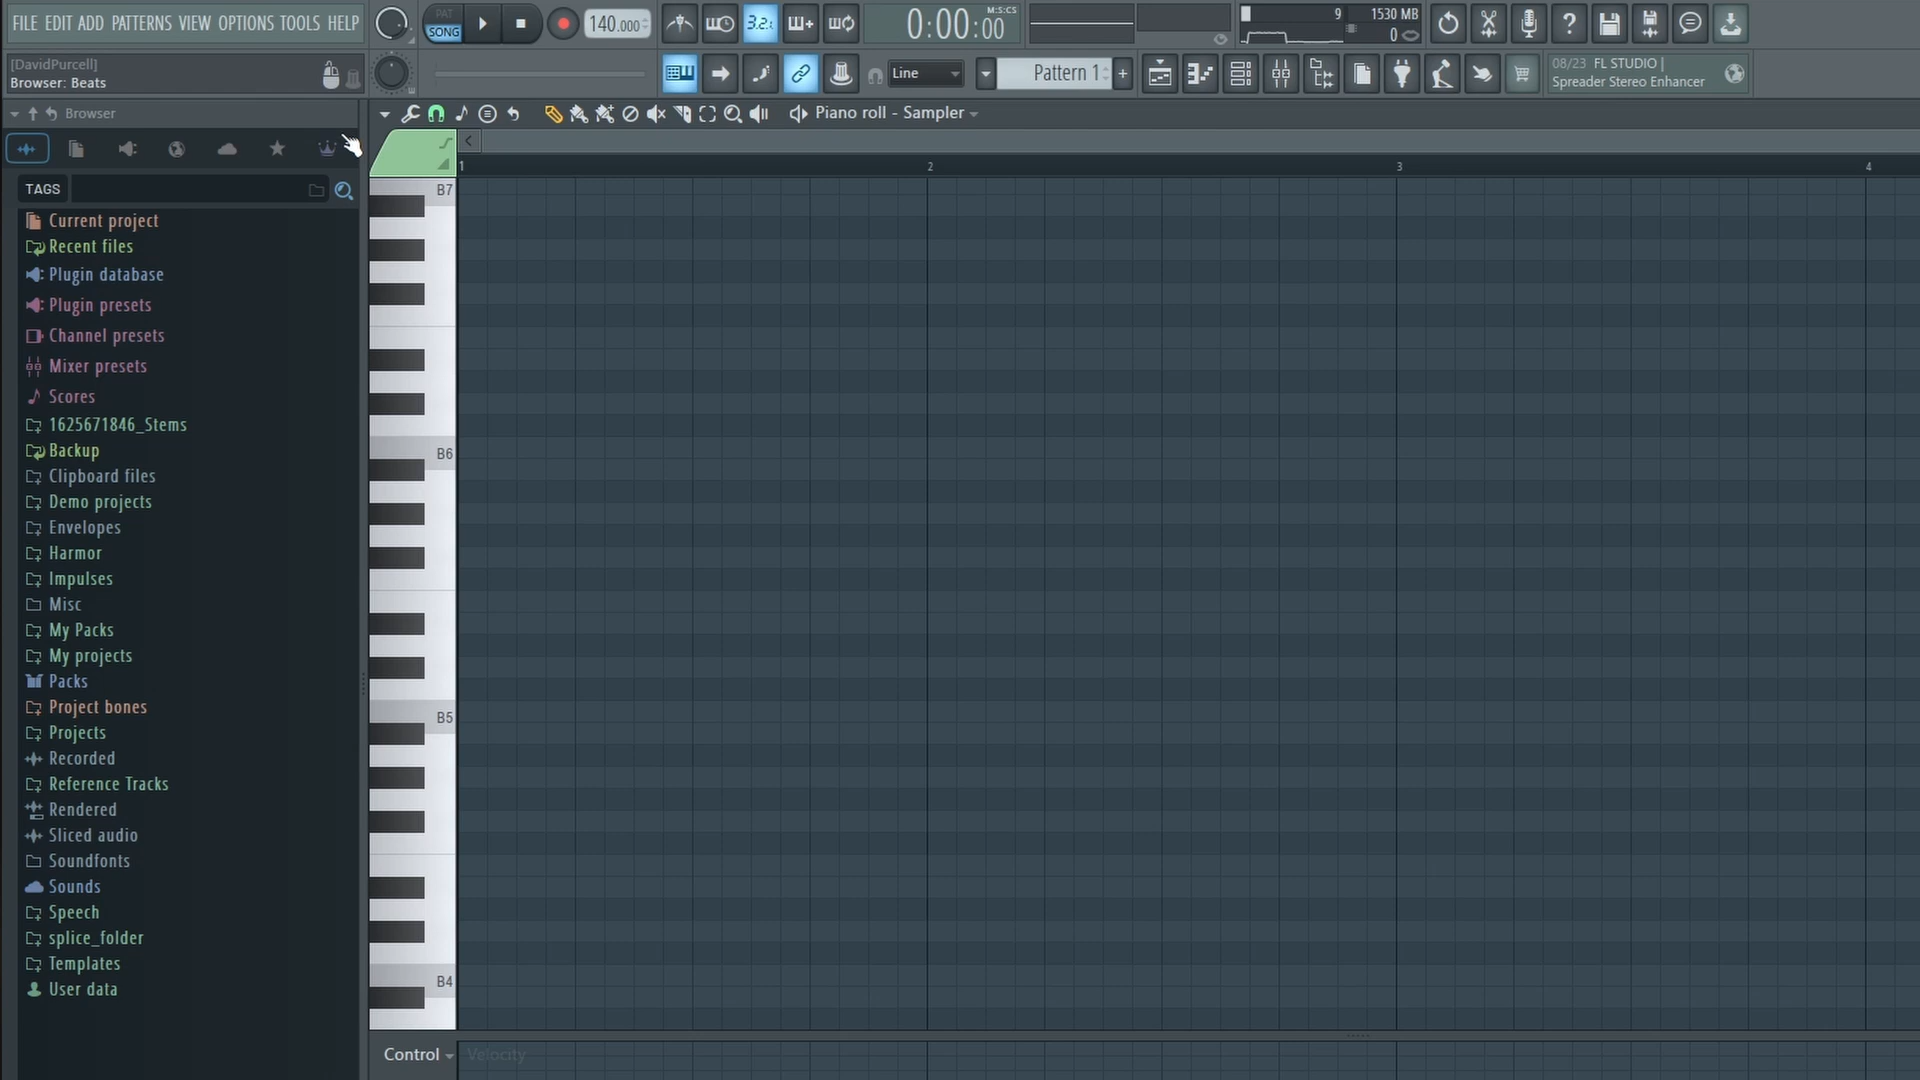 FILE EDIT ADD PATTERNS VIEW OPTIONS TOOLS HELP
PAT
SONG
140.000
3.2.
0:00:00
M:S:CS
9
1530 MB
0
[DavidPurcell]
Browser: Beats
Line
Pattern 1
+
08/23 FL STUDIO |
Spreader Stereo Enhancer
Browser
Piano roll - Sampler
TAGS
1
2
3
4
Current project
Recent files
Plugin database
Plugin presets
Channel presets
Mixer presets
Scores
1625671846_Stems
Backup
Clipboard files
Demo projects
Envelopes
Harmor
Impulses
Misc
My Packs
My projects
Packs
Project bones
Projects
Recorded
Reference Tracks
Rendered
Sliced audio
Soundfonts
Sounds
Speech
splice_folder
Templates
User data
B7
B6
B5
B4
Control
Velocity